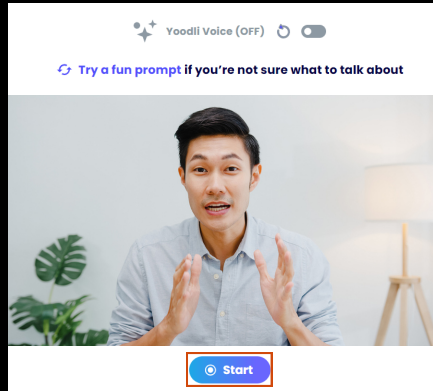 Yoodli Voice (OFF)
Try a fun prompt if you're not sure what to talk about
Start